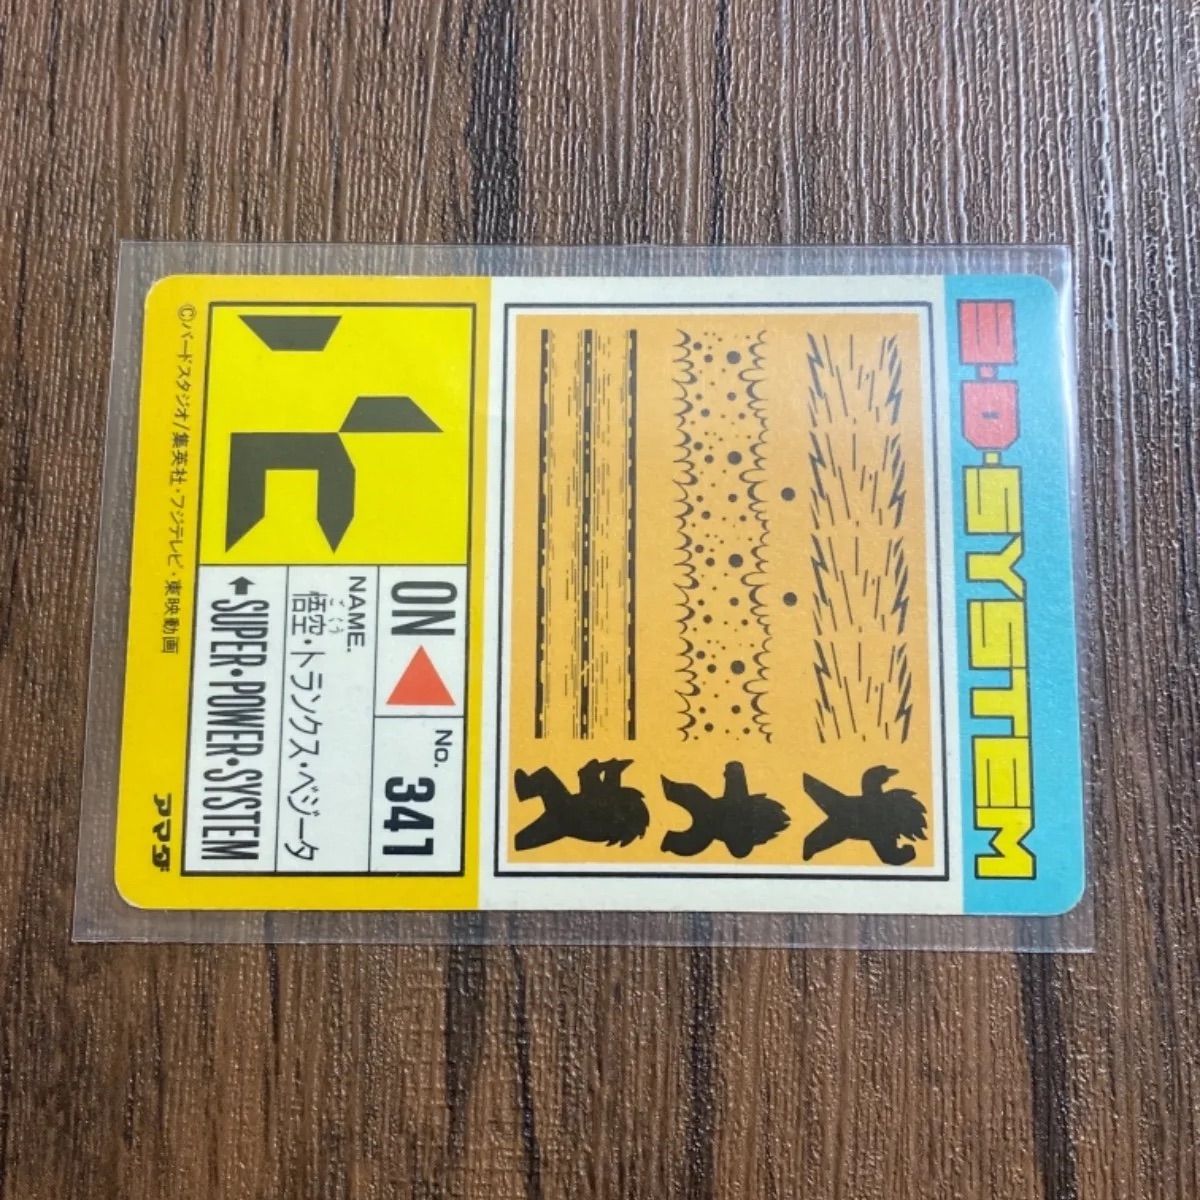 ヨ・D・SYSTEM
ON
No. 341
NAME.
ごくう
悟空・トランクス・ベジータ
SUPER・POWER・SYSTEM
©バードスタジオ/集英社・フジテレビ・東映動画
アマダ